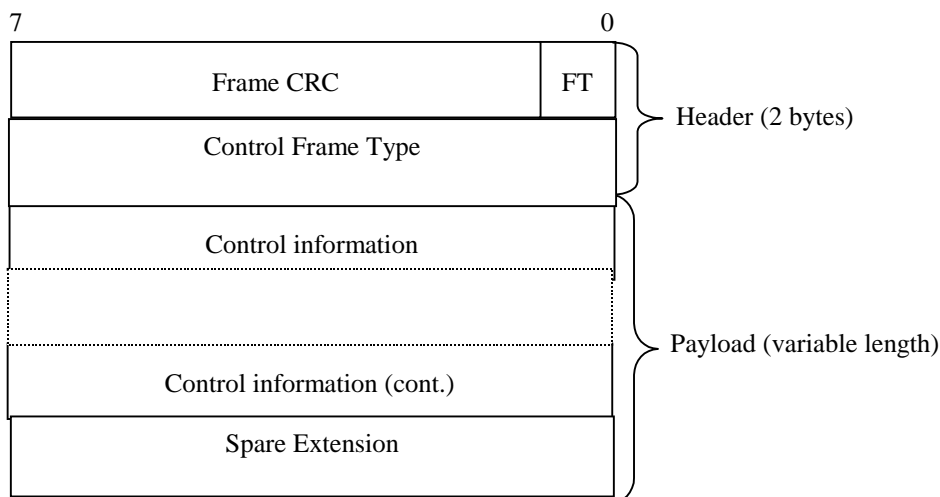 7 0
Frame CRC FT
Header (2 bytes)
Control Frame Type
Control information
Payload (variable length)
Control information (cont.)
Spare Extension